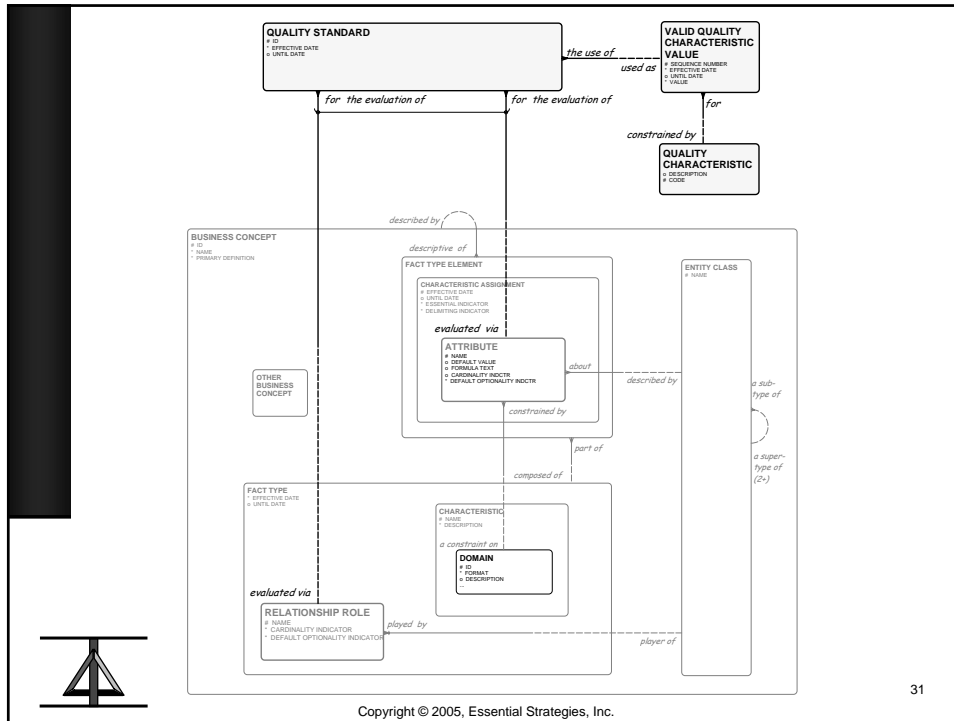 QUALITY STANDARD
# ID
* EFFECTIVE DATE
o UNTIL DATE
the use of
used as
VALID QUALITY
CHARACTERISTIC
VALUE
# SEQUENCE NUMBER
* EFFECTIVE DATE
o UNTIL DATE
* VALUE
for the evaluation of
for the evaluation of
for
constrained by
QUALITY
CHARACTERISTIC
o DESCRIPTION
# CODE
described by
descriptive of
BUSINESS CONCEPT
# ID
* NAME
* PRIMARY DEFINITION
FACT TYPE ELEMENT
CHARACTERISTIC ASSIGNMENT
# EFFECTIVE DATE
o UNTIL DATE
* ESSENTIAL INDICATOR
* DELIMITING INDICATOR
evaluated via
ATTRIBUTE
# NAME
o DEFAULT VALUE
o FORMULA TEXT
o CARDINALITY INDCTR
* DEFAULT OPTIONALITY INDCTR
about
described by
ENTITY CLASS
# NAME
a sub-
type of
a super-
type of
(2+)
OTHER
BUSINESS
CONCEPT
constrained by
part of
composed of
FACT TYPE
* EFFECTIVE DATE
o UNTIL DATE
CHARACTERISTIC
# NAME
* DESCRIPTION
a constraint on
DOMAIN
# ID
* FORMAT
o DESCRIPTION
...
evaluated via
RELATIONSHIP ROLE
# NAME
* CARDINALITY INDICATOR
* DEFAULT OPTIONALITY INDICATOR
played by
player of
31
Copyright © 2005, Essential Strategies, Inc.